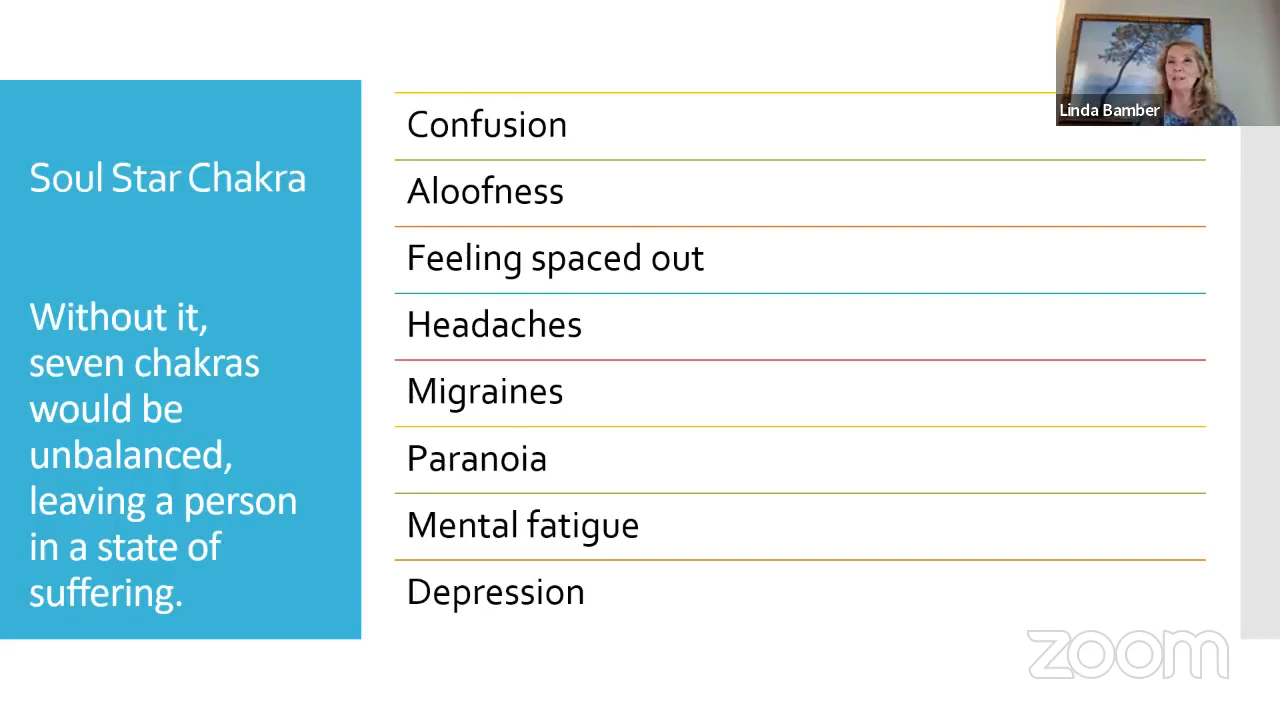 Soul Star Chakra
Without it,
seven chakras
would be
unbalanced,
leaving a person
in a state of
suffering.
Confusion
Aloofness
Feeling spaced out
Headaches
Migraines
Paranoia
Mental fatigue
Depression
Linda Bamber
zoom